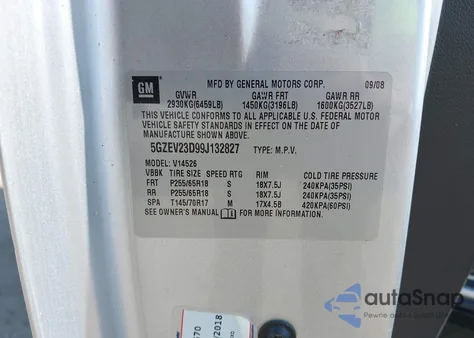 GM
MFD BY GENERAL MOTORS CORP. 09/08
GVWR GAWR FRT GAWR RR
2930KG(6459LB) 1450KG(3196LB) 1600KG(3527LB)
THIS VEHICLE CONFORMS TO ALL APPLICABLE U.S. FEDERAL MOTOR
VEHICLE SAFETY STANDARDS IN EFFECT ON THE DATE OF
MANUFACTURE SHOWN ABOVE.
5GZEV23D99J132827 TYPE: M.P.V.
MODEL: V14526
VBBK TIRE SIZE SPEED RTG RIM COLD TIRE PRESSURE
FRT P255/65R18 S 18X7.5J 240KPA(35PSI)
RR P255/65R18 S 18X7.5J 240KPA(35PSI)
SPA T145/70R17 M 17X4.5B 420KPA(60PSI)
SEE OWNER'S MANUAL FOR MORE INFORMATION.
/2018
70
autoSnap